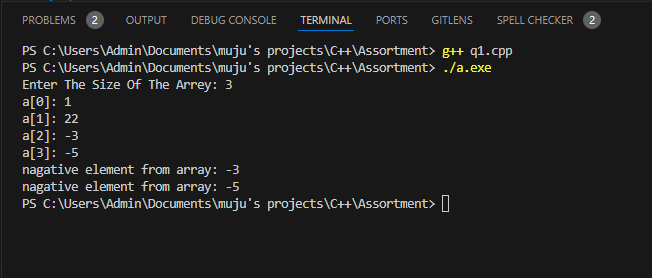 PROBLEMS 2 OUTPUT DEBUG CONSOLE TERMINAL PORTS GITLENS SPELL CHECKER 2
PS C:\Users\Admin\Documents\muju's projects\C++\Assortment> g++ q1.cpp
PS C:\Users\Admin\Documents\muju's projects\C++\Assortment> ./a.exe
Enter The Size Of The Arrey: 3
a[0]: 1
a[1]: 22
a[2]: -3
a[3]: -5
nagative element from array: -3
nagative element from array: -5
PS C:\Users\Admin\Documents\muju's projects\C++\Assortment>